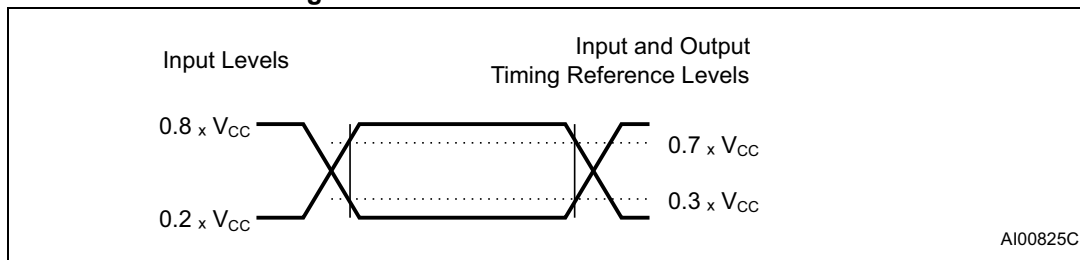 Input Levels
Input and Output
Timing Reference Levels
0.8 x VCC
0.7 x VCC
0.3 x VCC
0.2 x VCC
AI00825C